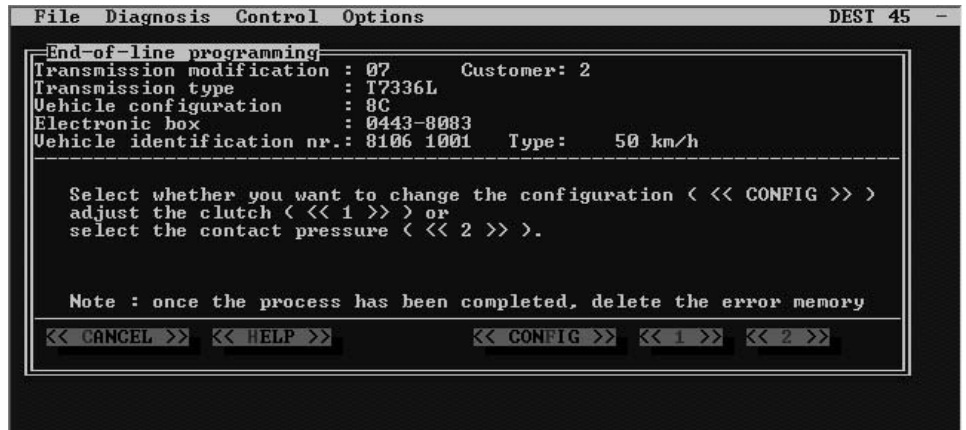 File Diagnosis Control Options DEST 45 -
End-of-line programming
Transmission modification : 07 Customer: 2
Transmission type : T7336L
Vehicle configuration : 8C
Electronic box : 0443-8083
Vehicle identification nr.: 8106 1001 Type: 50 km/h
Select whether you want to change the configuration ( << CONFIG >> )
adjust the clutch ( << 1 >> ) or
select the contact pressure ( << 2 >> ).
Note : once the process has been completed, delete the error memory
<< CANCEL >> << HELP >> << CONFIG >> << 1 >> << 2 >>